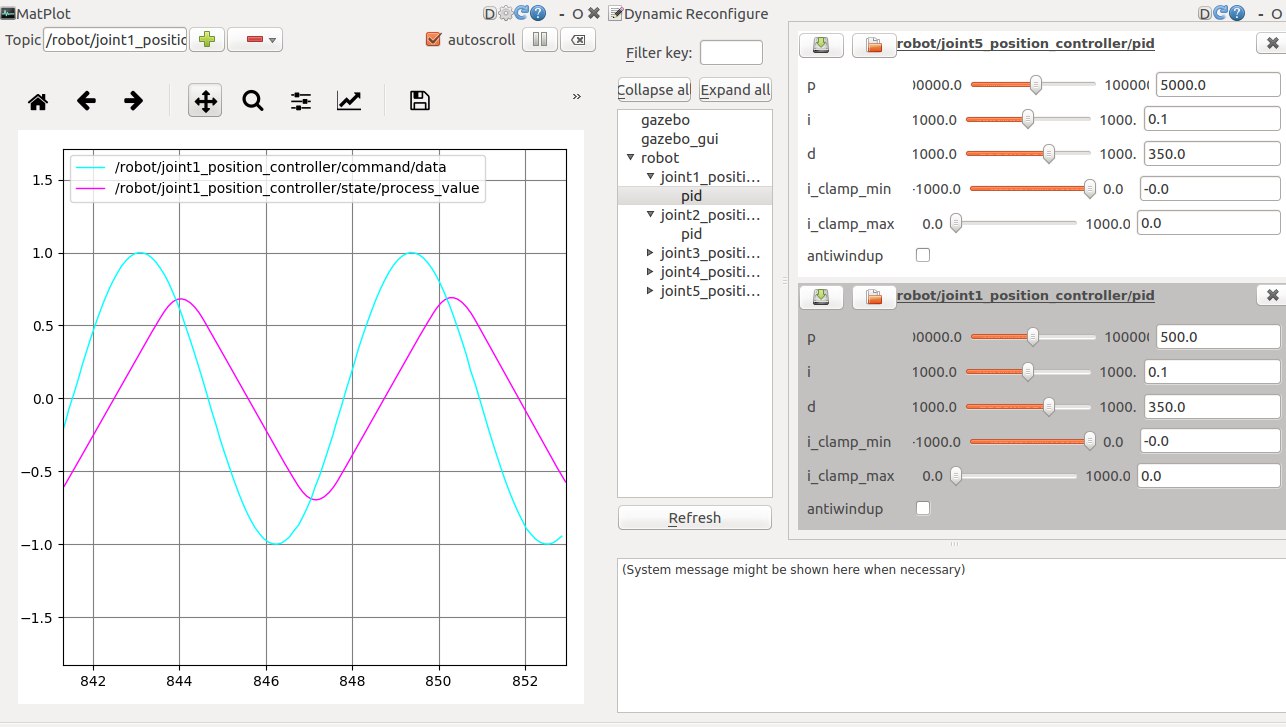 MatPlot
D
- O
Topic /robot/joint1_positic
autoscroll
»
/robot/joint1_position_controller/command/data
/robot/joint1_position_controller/state/process_value
1.5
1.0
0.5
0.0
−0.5
−1.0
−1.5
842 844 846 848 850 852
Dynamic Reconfigure
D
- O
Filter key:
Collapse al Expand all
gazebo
gazebo_gui
robot
joint1_positi...
pid
joint2_positi...
pid
joint3_positi...
joint4_positi...
joint5_positi...
Refresh
robot/joint5_position_controller/pid
p 00000.0 10000( 5000.0
i 1000.0 1000. 0.1
d 1000.0 1000. 350.0
i_clamp_min -1000.0 0.0 -0.0
i_clamp_max 0.0 1000.0 0.0
antiwindup
robot/joint1_position_controller/pid
p 00000.0 10000( 500.0
i 1000.0 1000. 0.1
d 1000.0 1000. 350.0
i_clamp_min -1000.0 0.0 -0.0
i_clamp_max 0.0 1000.0 0.0
antiwindup
(System message might be shown here when necessary)